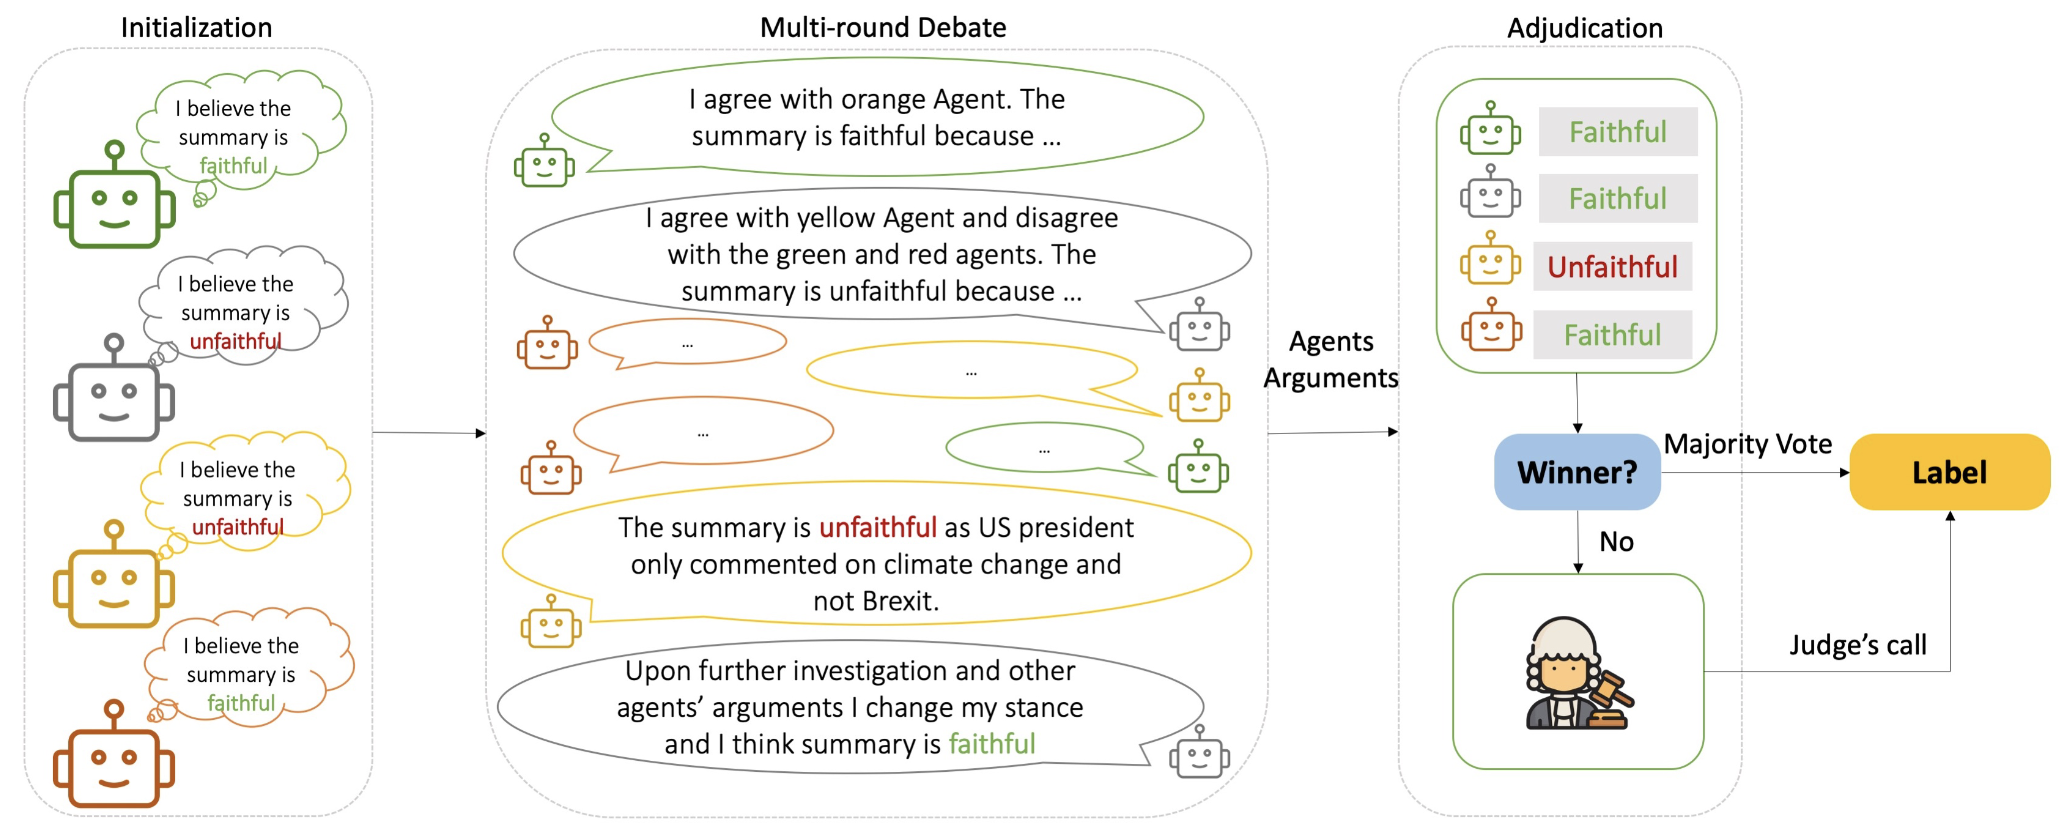 Initialization
I believe the
summary is
faithful
I believe the
summary is
unfaithful
I believe the
summary is
unfaithful
I believe the
summary is
faithful
Multi-round Debate
I agree with orange Agent. The
summary is faithful because ...
I agree with yellow Agent and disagree
with the green and red agents. The
summary is unfaithful because ...
...
...
...
...
The summary is unfaithful as US president
only commented on climate change and
not Brexit.
Upon further investigation and other
agents’ arguments I change my stance
and I think summary is faithful
Agents
Arguments
Adjudication
Faithful
Faithful
Unfaithful
Faithful
Winner?
Majority Vote
Label
No
Judge’s call